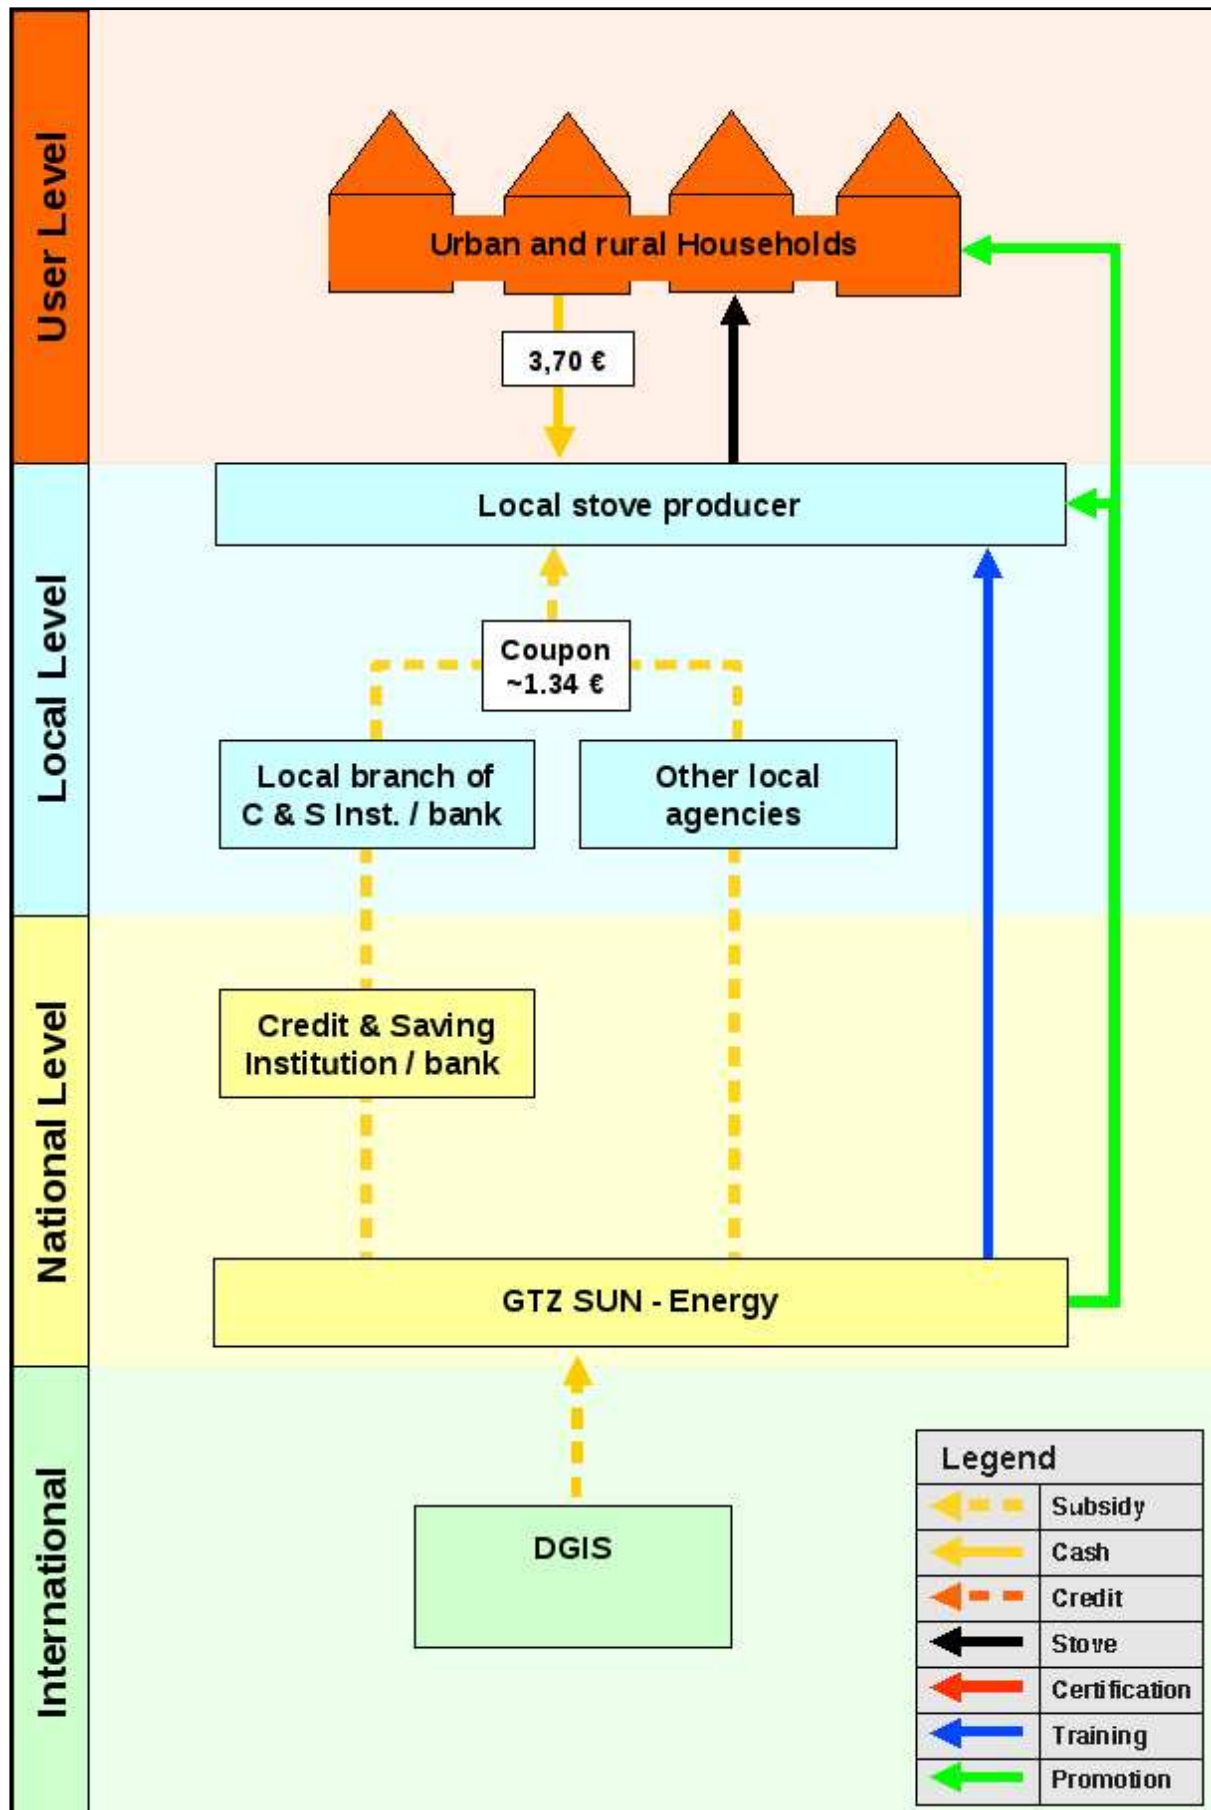 User Level
Urban and rural Households
3,70 €
Local Level
Local stove producer
Coupon
~1.34 €
Local branch of
C & S Inst. / bank
Other local
agencies
National Level
Credit & Saving
Institution / bank
GTZ SUN - Energy
International
DGIS
Legend
Subsidy
Cash
Credit
Stove
Certification
Training
Promotion